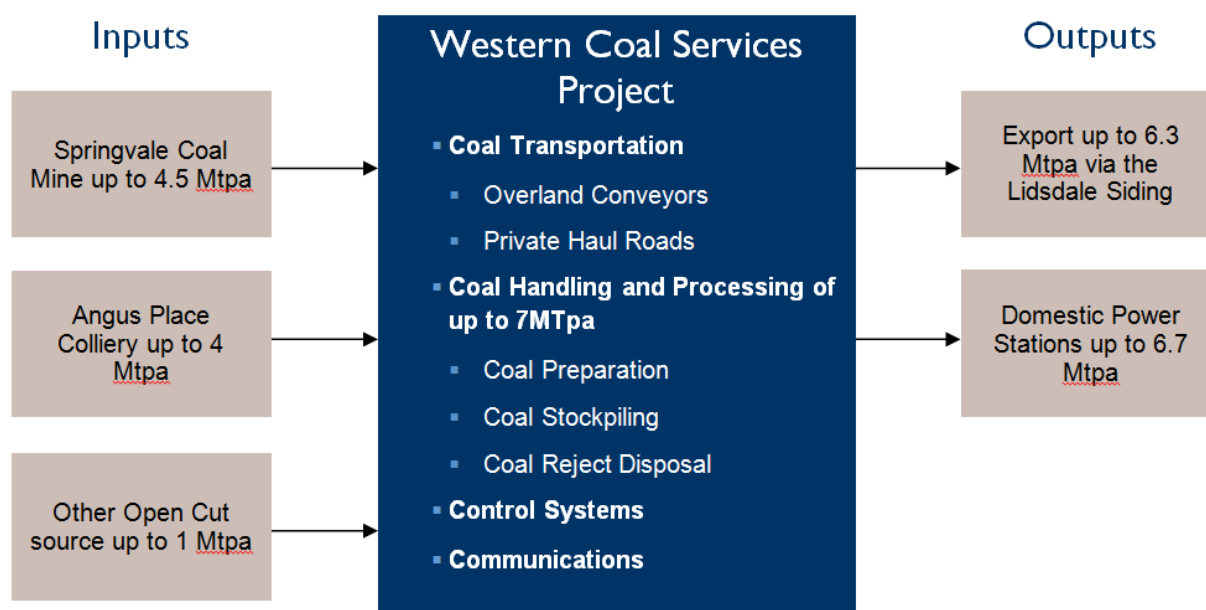 Inputs
Springvale Coal
Mine up to 4.5 Mtpa
Angus Place
Colliery up to 4
Mtpa
Other Open Cut
source up to 1 Mtpa
Western Coal Services
Project
▪ Coal Transportation
▪ Overland Conveyors
▪ Private Haul Roads
▪ Coal Handling and Processing of
up to 7MTpa
▪ Coal Preparation
▪ Coal Stockpiling
▪ Coal Reject Disposal
▪ Control Systems
▪ Communications
Outputs
Export up to 6.3
Mtpa via the
Lidsdale Siding
Domestic Power
Stations up to 6.7
Mtpa